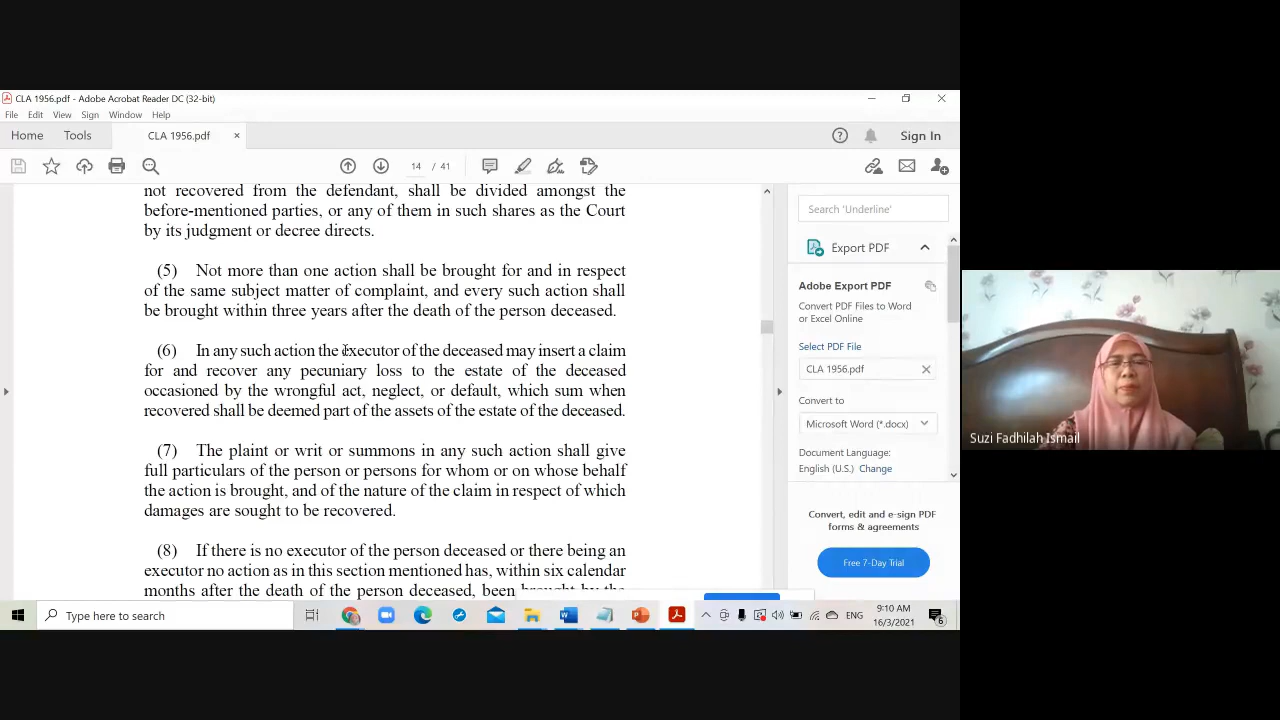 CLA 1956.pdf - Adobe Acrobat Reader DC (32-bit)
File Edit View Sign Window Help
Home Tools CLA 1956.pdf × Sign In
14 / 41
not recovered from the defendant, shall be divided amongst the
before-mentioned parties, or any of them in such shares as the Court
by its judgment or decree directs.
(5) Not more than one action shall be brought for and in respect
of the same subject matter of complaint, and every such action shall
be brought within three years after the death of the person deceased.
(6) In any such action the executor of the deceased may insert a claim
for and recover any pecuniary loss to the estate of the deceased
occasioned by the wrongful act, neglect, or default, which sum when
recovered shall be deemed part of the assets of the estate of the deceased.
(7) The plaint or writ or summons in any such action shall give
full particulars of the person or persons for whom or on whose behalf
the action is brought, and of the nature of the claim in respect of which
damages are sought to be recovered.
(8) If there is no executor of the person deceased or there being an
executor no action as in this section mentioned has, within six calendar
months after the death of the person deceased, been brought by the
Search 'Underline'
Export PDF
Adobe Export PDF
Convert PDF Files to Word
or Excel Online
Select PDF File
CLA 1956.pdf
Convert to
Microsoft Word (*.docx)
Document Language:
English (U.S.) Change
Convert, edit and e-sign PDF
forms & agreements
Free 7-Day Trial
Suzi Fadhilah Ismail
Type here to search
ENG
9:10 AM
16/3/2021
6